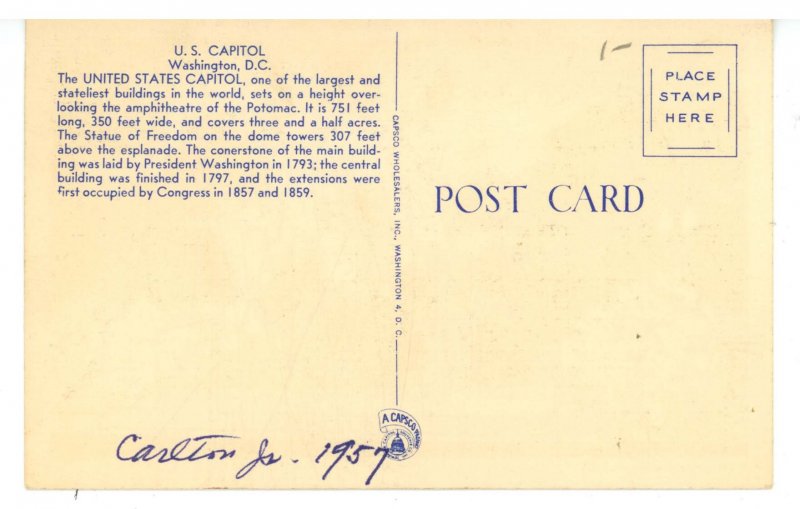 U. S. CAPITOL
Washington, D.C.
The UNITED STATES CAPITOL, one of the largest and
stateliest buildings in the world, sets on a height over-
looking the amphitheatre of the Potomac. It is 751 feet
long, 350 feet wide, and covers three and a half acres.
The Statue of Freedom on the dome towers 307 feet
above the esplanade. The conerstone of the main build-
ing was laid by President Washington in 1793; the central
building was finished in 1797, and the extensions were
first occupied by Congress in 1857 and 1859.
CAPSCO WHOLESALERS, INC., WASHINGTON 4, D. C.
1-
PLACE
STAMP
HERE
POST CARD
A CAPSCO
Carlton Jr. 1957